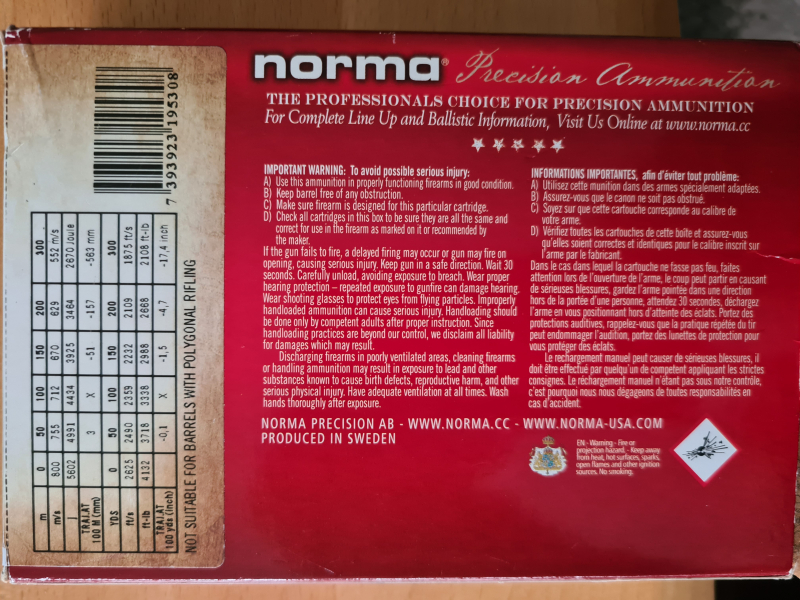 norma® Precision Ammunition
THE PROFESSIONALS CHOICE FOR PRECISION AMMUNITION
For Complete Line Up and Ballistic Information, Visit Us Online at www.norma.cc
IMPORTANT WARNING: To avoid possible serious injury:
A) Use this ammunition in properly functioning firearms in good condition.
B) Keep barrel free of any obstruction.
C) Make sure firearm is designed for this particular cartridge.
D) Check all cartridges in this box to be sure they are all the same and
correct for use in the firearm as marked on it or recommended by
the maker.
If the gun fails to fire, a delayed firing may occur or gun may fire on
opening, causing serious injury. Keep gun in a safe direction. Wait 30
seconds. Carefully unload, avoiding exposure to breach. Wear proper
hearing protection – repeated exposure to gunfire can damage hearing.
Wear shooting glasses to protect eyes from flying particles. Improperly
handloaded ammunition can cause serious injury. Handloading should
be done only by competent adults after proper instruction. Since
handloading practices are beyond our control, we disclaim all liability
for damages which may result.
Discharging firearms in poorly ventilated areas, cleaning firearms
or handling ammunition may result in exposure to lead and other
substances known to cause birth defects, reproductive harm, and other
serious physical injury. Have adequate ventilation at all times. Wash
hands thoroughly after exposure.
INFORMATIONS IMPORTANTES, afin d'éviter tout problème:
A) Utilisez cette munition dans des armes spécialement adaptées.
B) Assurez-vous que le canon ne soit pas obstrué.
C) Soyez sur que cette cartouche corresponde au calibre de
votre arme.
D) Vérifiez toutes les cartouches de cette boîte et assurez-vous
qu'elles soient correctes et identiques pour le calibre inscrit sur
l'arme par le fabricant.
Dans le cas dans lequel la cartouche ne fasse pas feu, faites
attention lors de l'ouverture de l'arme, le coup peut partir en causant
de sérieuses blessures, gardez l'arme pointée dans une direction
hors de la portée d'une personne, attendez 30 secondes, déchargez
l'arme en vous positionnant hors d'atteinte des éclats. Portez des
protections auditives, rappelez-vous que la pratique répétée du tir
peut endommager l'audition, portez des lunettes de protection pour
vous protéger des éclats.
Le rechargement manuel peut causer de sérieuses blessures, il
doit être effectué par quelqu'un de competent appliquant les strictes
consignes. Le réchargement manuel n'étant pas sous notre contrôle,
c'est pourquoi nous nous dégageons de toutes responsabilités en
cas d'accident.
NORMA PRECISION AB - WWW.NORMA.CC - WWW.NORMA-USA.COM
PRODUCED IN SWEDEN
EN - Warning - Fire or
projection hazard - Keep away
from heat, hot surfaces, sparks,
open flames and other ignition
sources. No smoking.
7 393923 195308
m 0 50 100 150 200 300
m/s 800 755 712 670 629 552 m/s
5602 4991 4434 3925 3464 2670 Joule
TRAJ.AT
100 M (mm) 3 X -51 -157 -563 mm
YDS 0 50 100 150 200 300
ft/s 2625 2490 2359 2232 2109 1875 ft/s
ft-lb 4132 3718 3338 2988 2668 2108 ft-lb
TRAJ.AT
100 yds (inch) -0,1 X -1,5 -4,7 -17,4 inch
NOT SUITABLE FOR BARRELS WITH POLYGONAL RIFLING